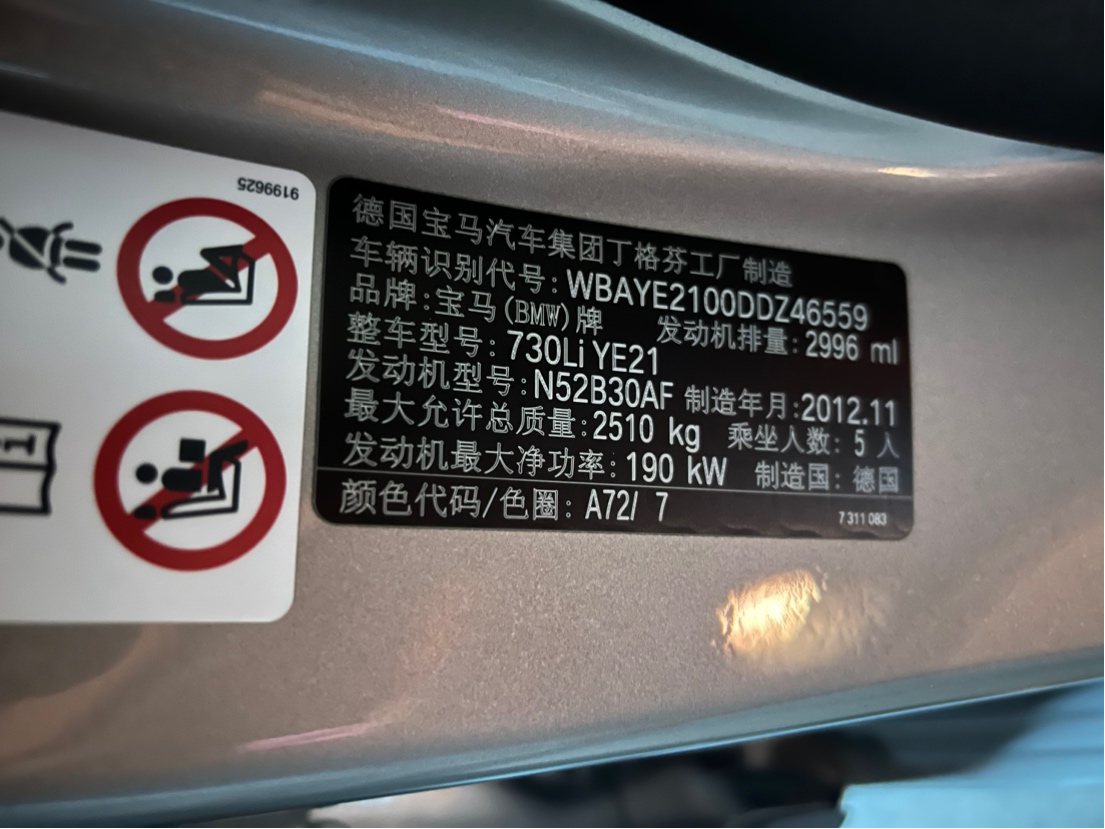 9199625
德国宝马汽车集团丁格芬工厂制造
车辆识别代号:WBAYE2100DDZ46559
品牌:宝马(BMW)牌 发动机排量:2996 ml
整车型号:730Li YE21
发动机型号:N52B30AF 制造年月:2012.11
最大允许总质量:2510 kg 乘坐人数: 5 人
发动机最大净功率:190 kW 制造国: 德国
颜色代码/色圈: A72/ 7
7 311 083